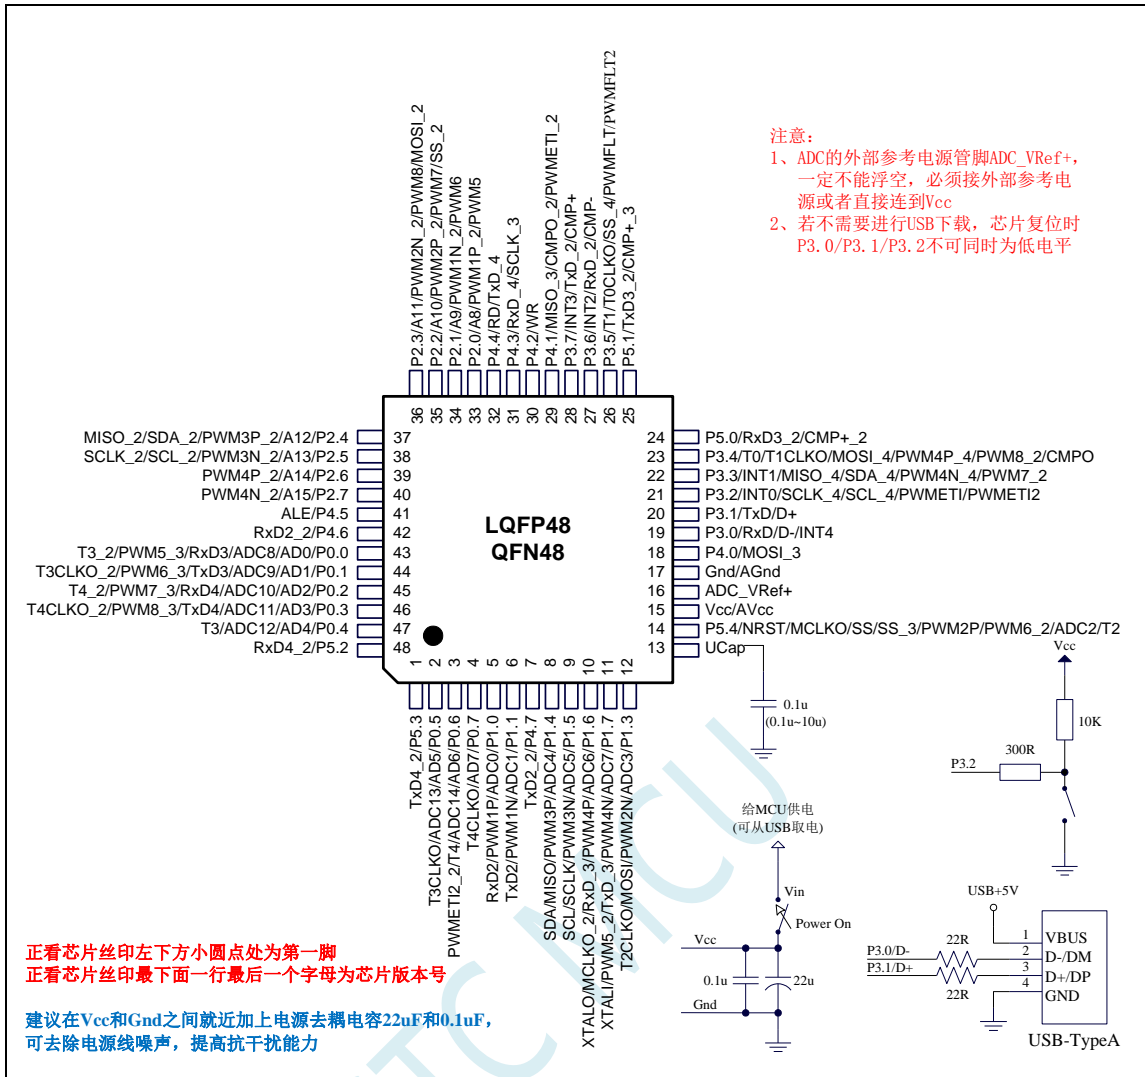 P2.3/A11/PWM2N_2/PWM8/MOSI_2
P2.2/A10/PWM2P_2/PWM7/SS_2
P2.1/A9/PWM1N_2/PWM6
P2.0/A8/PWM1P_2/PWM5
P4.4/RD/TxD_4
P4.3/RxD_4/SCLK_3
P4.2/WR
P4.1/MISO_3/CMPO_2/PWMETI_2
P3.7/INT3/TxD_2/CMP+
P3.6/INT2/RxD_2/CMP-
P3.5/T1/T0CLKO/SS_4/PWMFLT/PWMFLT2
P5.1/TxD3_2/CMP+_3
注意:
1、ADC的外部参考电源管脚ADC_VRef+,
一定不能浮空, 必须接外部参考电
源或者直接连到Vcc
2、若不需要进行USB下载, 芯片复位时
P3.0/P3.1/P3.2不可同时为低电平
36
35
34
33
32
31
30
29
28
27
26
25
MISO_2/SDA_2/PWM3P_2/A12/P2.4
37
SCLK_2/SCL_2/PWM3N_2/A13/P2.5
38
PWM4P_2/A14/P2.6
39
PWM4N_2/A15/P2.7
40
ALE/P4.5
41
RxD2_2/P4.6
42
T3_2/PWM5_3/RxD3/ADC8/AD0/P0.0
43
T3CLKO_2/PWM6_3/TxD3/ADC9/AD1/P0.1
44
T4_2/PWM7_3/RxD4/ADC10/AD2/P0.2
45
T4CLKO_2/PWM8_3/TxD4/ADC11/AD3/P0.3
46
T3/ADC12/AD4/P0.4
47
RxD4_2/P5.2
48
LQFP48
QFN48
24
P5.0/RxD3_2/CMP+_2
23
P3.4/T0/T1CLKO/MOSI_4/PWM4P_4/PWM8_2/CMPO
22
P3.3/INT1/MISO_4/SDA_4/PWM4N_4/PWM7_2
21
P3.2/INT0/SCLK_4/SCL_4/PWMETI/PWMETI2
20
P3.1/TxD/D+
19
P3.0/RxD/D-/INT4
18
P4.0/MOSI_3
17
Gnd/AGnd
16
ADC_VRef+
15
Vcc/AVcc
14
P5.4/NRST/MCLKO/SS/SS_3/PWM2P/PWM6_2/ADC2/T2
13
UCap
1
2
3
4
5
6
7
8
9
10
11
12
TxD4_2/P5.3
T3CLKO/ADC13/AD5/P0.5
PWMETI2_2/T4/ADC14/AD6/P0.6
T4CLKO/AD7/P0.7
RxD2/PWM1P/ADC0/P1.0
TxD2/PWM1N/ADC1/P1.1
TxD2_2/P4.7
SDA/MISO/PWM3P/ADC4/P1.4
SCL/SCLK/PWM3N/ADC5/P1.5
XTALO/MCLKO_2/RxD_3/PWM4P/ADC6/P1.6
XTALI/PWM5_2/TxD_3/PWM4N/ADC7/P1.7
T2CLKO/MOSI/PWM2N/ADC3/P1.3
0.1u
(0.1u~10u)
Vcc
10K
300R
P3.2
给MCU供电
(可从USB取电)
Vin
Power On
Vcc
0.1u
22u
Gnd
USB+5V
P3.0/D-
P3.1/D+
22R
22R
1
2
3
4
VBUS
D-/DM
D+/DP
GND
USB-TypeA
正看芯片丝印左下方小圆点处为第一脚
正看芯片丝印最下面一行最后一个字母为芯片版本号
建议在Vcc和Gnd之间就近加上电源去耦电容22uF和0.1uF,
可去除电源线噪声, 提高抗干扰能力
MCU